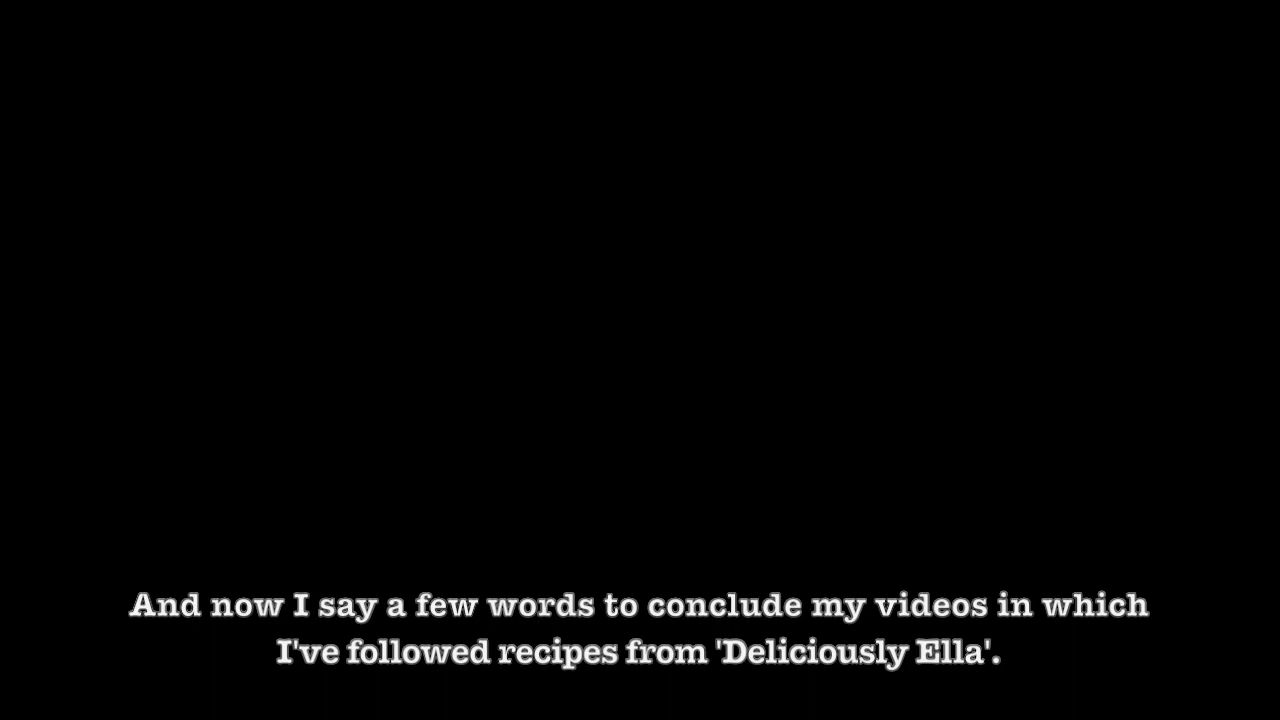 And now I say a few words to conclude my videos in which
I've followed recipes from 'Deliciously Ella'.